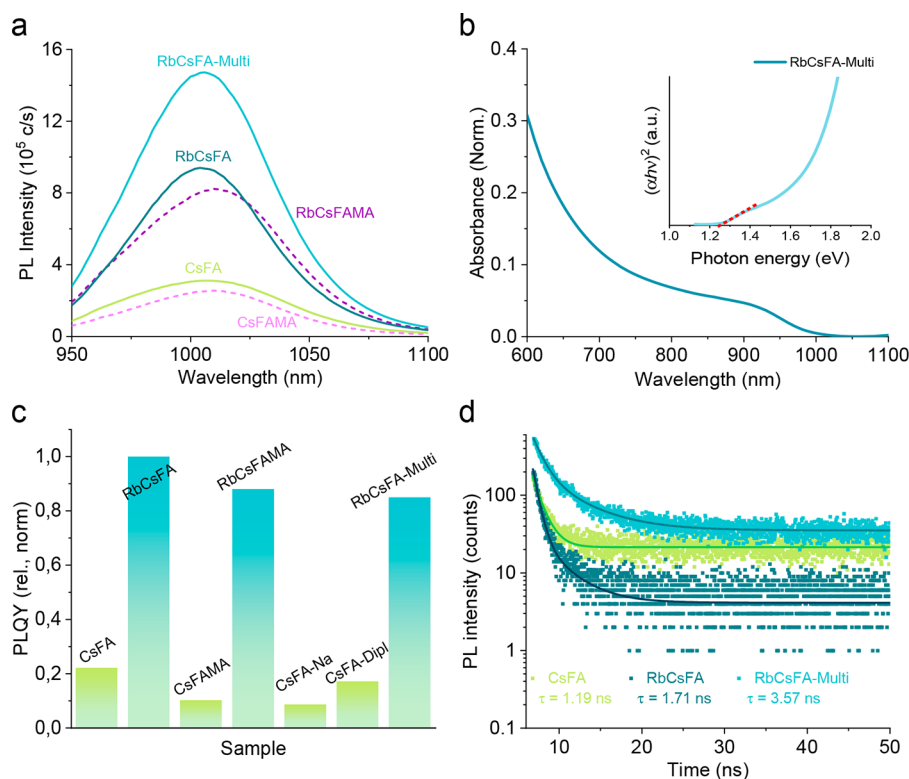 a
16
12
8
4
0
PL Intensity (10⁵ c/s)
RbCsFA-Multi
RbCsFA
RbCsFAMA
CsFA
CsFAMA
950
1000
1050
1100
Wavelength (nm)
b
0.4
0.3
0.2
0.1
0.0
Absorbance (Norm.)
RbCsFA-Multi
(αhν)² (a.u.)
1.0
1.2
1.4
1.6
1.8
2.0
Photon energy (eV)
600
700
800
900
1000
1100
Wavelength (nm)
c
1,0
0,8
0,6
0,4
0,2
0,0
PLQY (rel., norm)
CsFA
RbCsFA
CsFAMA
RbCsFAMA
CsFA-Na
CsFA-Dipl
RbCsFA-Multi
Sample
d
100
10
1
0.1
PL intensity (counts)
CsFA
τ = 1.19 ns
RbCsFA
τ = 1.71 ns
RbCsFA-Multi
τ = 3.57 ns
10
20
30
40
50
Time (ns)